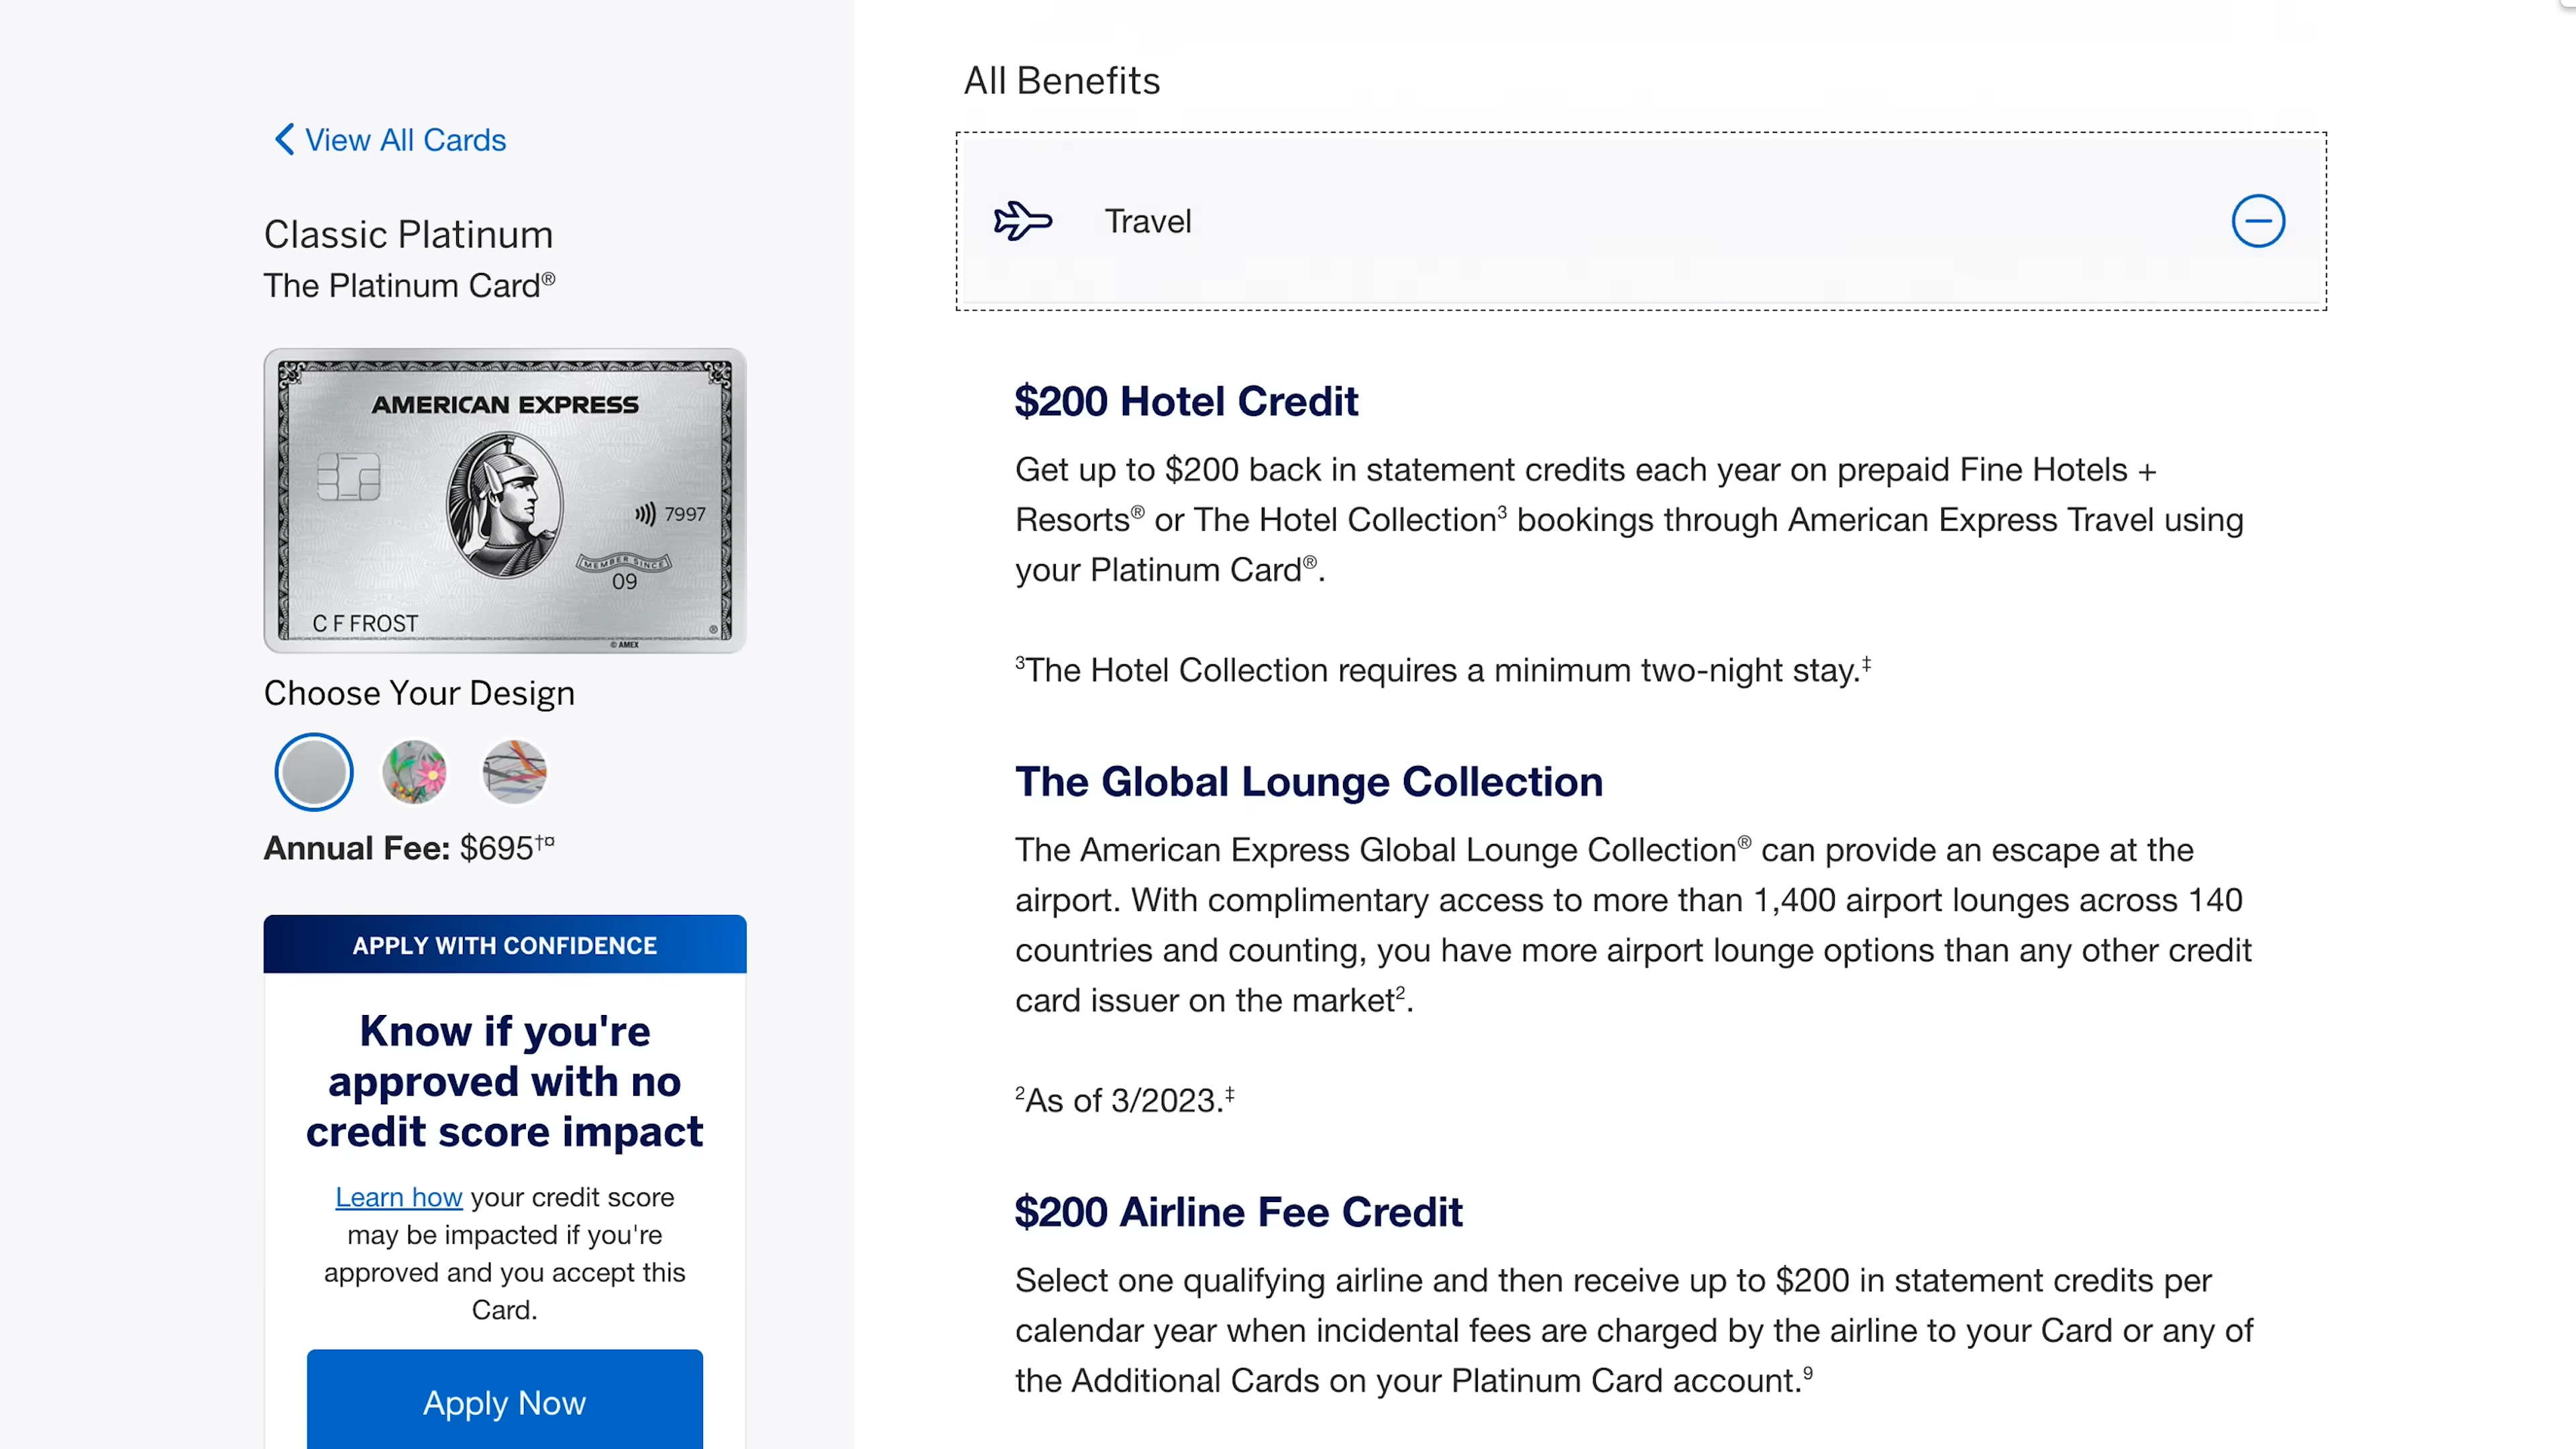 View All Cards
Classic Platinum
The Platinum Card®
AMERICAN EXPRESS
7997
MEMBER SINCE
09
C F FROST
®
© AMEX
Choose Your Design
Annual Fee: $695†¤
APPLY WITH CONFIDENCE
Know if you're
approved with no
credit score impact
Learn how your credit score
may be impacted if you're
approved and you accept this
Card.
Apply Now
All Benefits
Travel
$200 Hotel Credit
Get up to $200 back in statement credits each year on prepaid Fine Hotels +
Resorts® or The Hotel Collection³ bookings through American Express Travel using
your Platinum Card®.
³The Hotel Collection requires a minimum two-night stay.‡
The Global Lounge Collection
The American Express Global Lounge Collection® can provide an escape at the
airport. With complimentary access to more than 1,400 airport lounges across 140
countries and counting, you have more airport lounge options than any other credit
card issuer on the market².
²As of 3/2023.‡
$200 Airline Fee Credit
Select one qualifying airline and then receive up to $200 in statement credits per
calendar year when incidental fees are charged by the airline to your Card or any of
the Additional Cards on your Platinum Card account.⁹